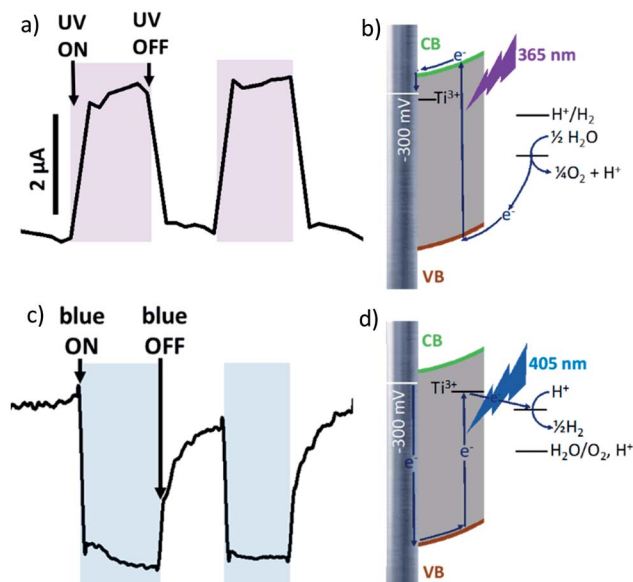 a)
UV
ON
UV
OFF
2 µA
b)
CB
e-
365 nm
Ti3+
-300 mV
H+/H2
½ H2O
¼O2 + H+
e-
VB
c)
blue
ON
blue
OFF
d)
CB
405 nm
Ti3+
e-
H+
-300 mV
½H2
e-
e-
H2O/O2, H+
VB